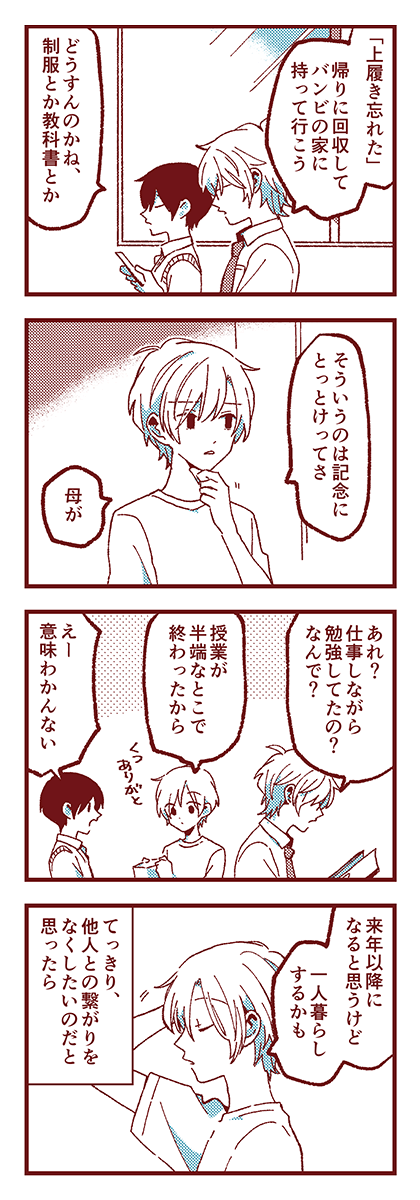 「上履き忘れた」
帰りに回収して
バンビの家に
持って行こう
どうすんのかね、
制服とか教科書とか
そういうのは記念に
とっとけってさ
母が
あれ？
仕事しながら
勉強してたの？
なんで？
授業が
半端なとこで
終わったから
くつ
ありがと
えー
意味わかんない
来年以降に
なると思うけど
一人暮らし
するかも
てっきり、
他人との繋がりを
なくしたいのだと
思ったら